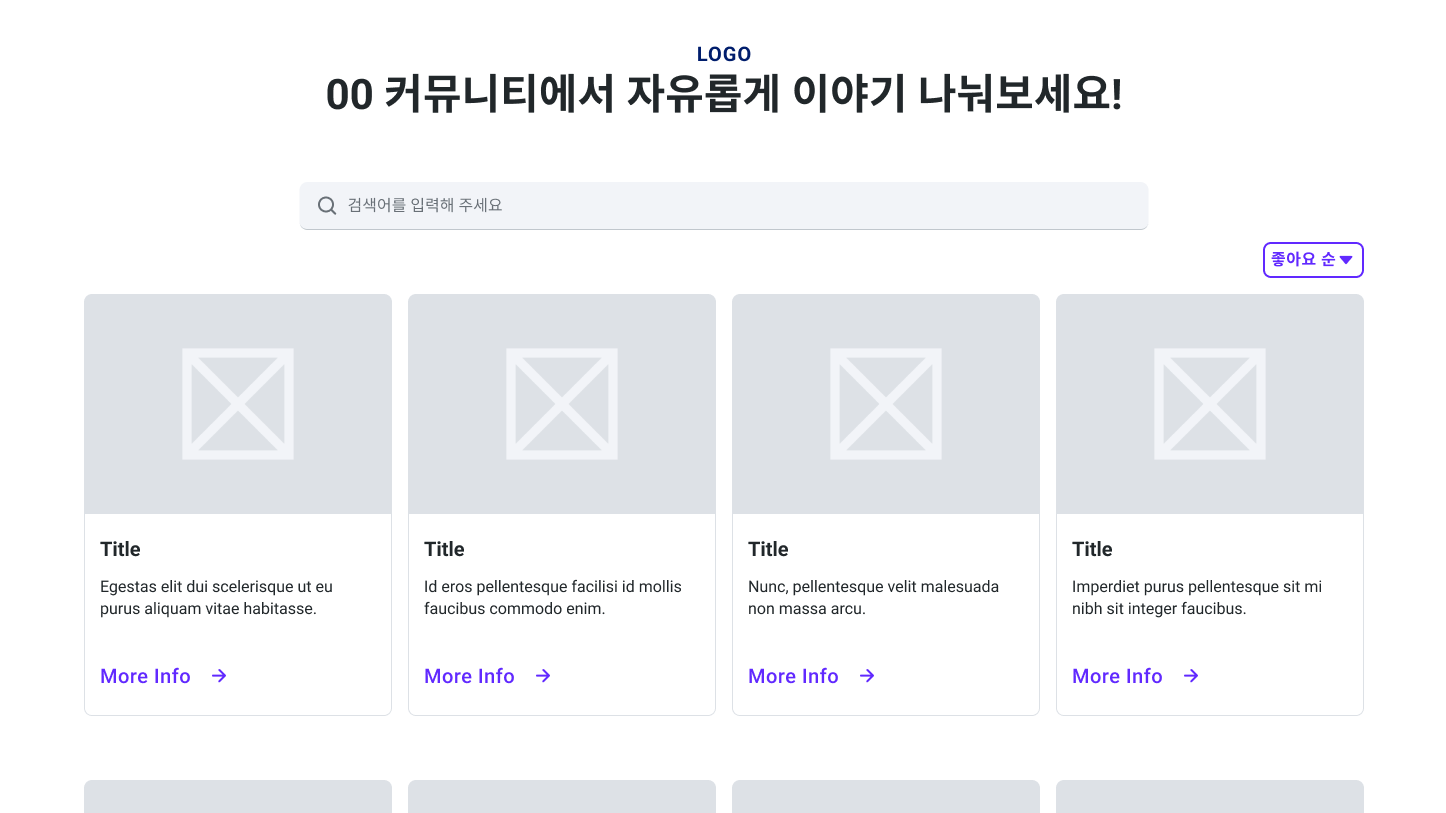 LOGO
00 커뮤니티에서 자유롭게 이야기 나눠보세요!
검색어를 입력해 주세요
좋아요 순
Title
Egestas elit dui scelerisque ut eu
purus aliquam vitae habitasse.
More Info
Title
Id eros pellentesque facilisi id mollis
faucibus commodo enim.
More Info
Title
Nunc, pellentesque velit malesuada
non massa arcu.
More Info
Title
Imperdiet purus pellentesque sit mi
nibh sit integer faucibus.
More Info